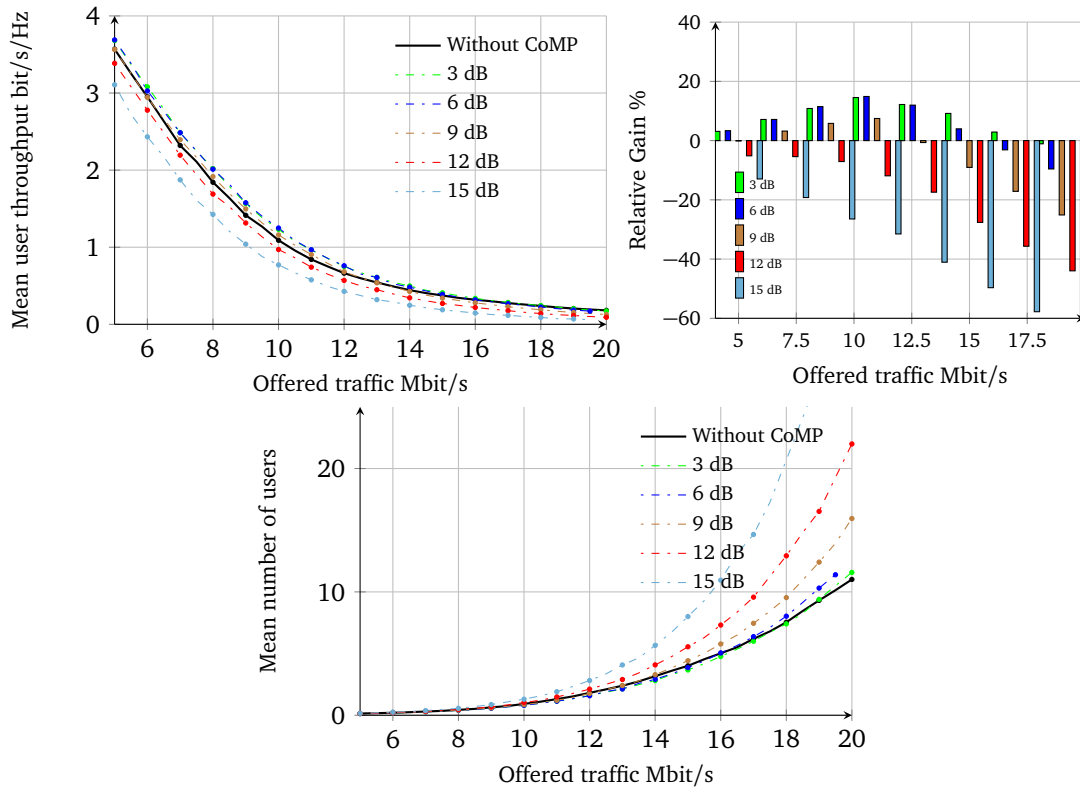 4
3
2
1
0
Mean user throughput bit/s/Hz
Without CoMP
3 dB
6 dB
9 dB
12 dB
15 dB
6 8 10 12 14 16 18 20
Offered traffic Mbit/s
40
20
0
−20
−40
−60
Relative Gain %
3 dB
6 dB
9 dB
12 dB
15 dB
5 7.5 10 12.5 15 17.5
Offered traffic Mbit/s
20
10
0
Mean number of users
Without CoMP
3 dB
6 dB
9 dB
12 dB
15 dB
6 8 10 12 14 16 18 20
Offered traffic Mbit/s